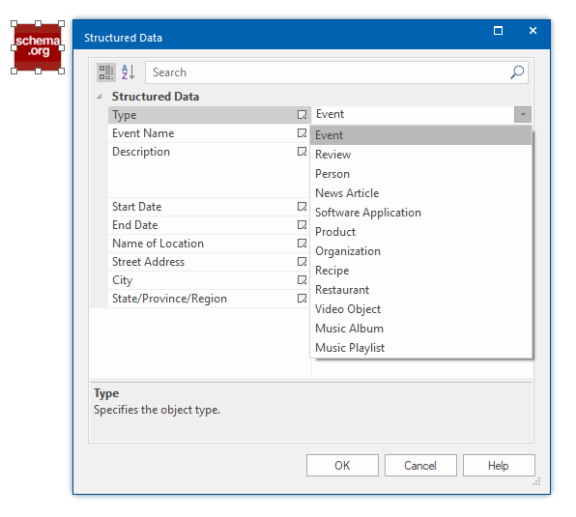 schema
.org
Structured Data
Search
Structured Data
Type
Event
Event Name
Event
Description
Review
Person
News Article
Start Date
Software Application
End Date
Product
Name of Location
Organization
Street Address
Recipe
City
Restaurant
State/Province/Region
Video Object
Music Album
Music Playlist
Type
Specifies the object type.
OK
Cancel
Help